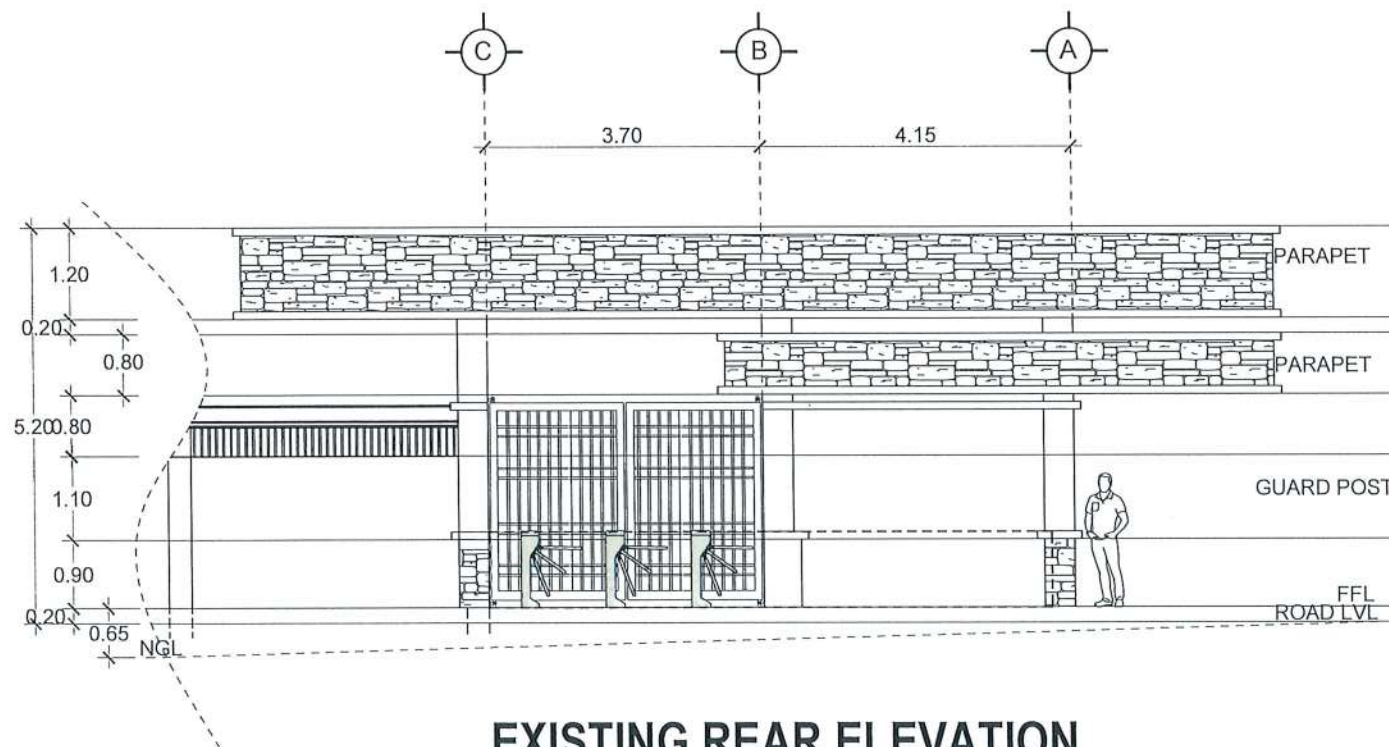 C
B
A
3.70
4.15
1.20
PARAPET
0.20
0.80
PARAPET
5.20
0.80
1.10
GUARD POST
0.90
FFL
0.20
ROAD LVL
0.65
NGL
EXISTING REAR ELEVATION